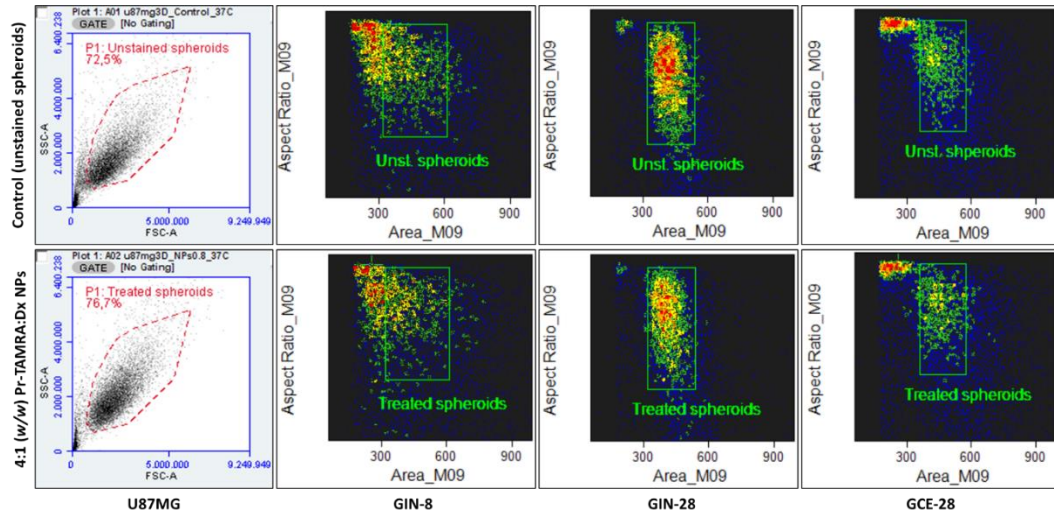 Control (unstained spheroids)
Plot 1: A01 u87mg3D_Control_37C
GATE [No Gating]
P1: Unstained spheroids
72,5%
6.400.238
4.000.000
2.000.000
0
SSC-A
0 5.000.000 9.249.949
FSC-A
Aspect Ratio_M09
Unst. spheroids
300 600 900
Area_M09
Aspect Ratio_M09
Unst. spheroids
300 600 900
Area_M09
Aspect Ratio_M09
Unst. shperoids
300 600 900
Area_M09
4:1 (w/w) Pr-TAMRA:Dx NPs
Plot 1: A02 u87mg3D_NPs0.8_37C
GATE [No Gating]
P1: Treated spheroids
76,7%
6.400.238
4.000.000
2.000.000
0
SSC-A
0 5.000.000 9.249.949
FSC-A
Aspect Ratio_M09
Treated spheroids
300 600 900
Area_M09
Aspect Ratio_M09
Treated spheroids
300 600 900
Area_M09
Aspect Ratio_M09
Treated spheroids
300 600 900
Area_M09
U87MG GIN-8 GIN-28 GCE-28